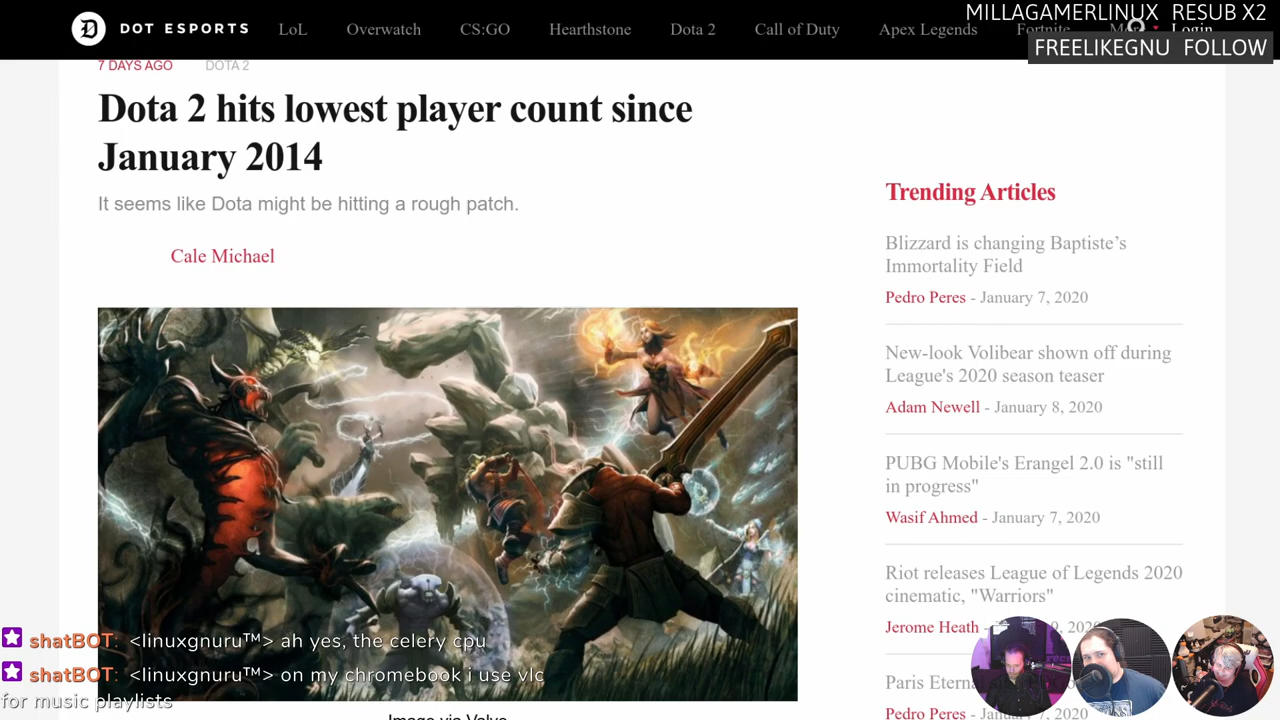 DOT ESPORTS
LoL
Overwatch
CS:GO
Hearthstone
Dota 2
Call of Duty
Apex Legends
Fortnite
Login
MILLAGAMERLINUX RESUB X2
FREELIKEGNU FOLLOW
7 DAYS AGO
DOTA 2
Dota 2 hits lowest player count since
January 2014
It seems like Dota might be hitting a rough patch.
Cale Michael
Trending Articles
Blizzard is changing Baptiste’s
Immortality Field
Pedro Peres - January 7, 2020
New-look Volibear shown off during
League's 2020 season teaser
Adam Newell - January 8, 2020
PUBG Mobile's Erangel 2.0 is "still
in progress"
Wasif Ahmed - January 7, 2020
Riot releases League of Legends 2020
cinematic, "Warriors"
Jerome Heath -
Paris Eternal
Pedro Peres - 7, 2020
shatBOT: <linuxgnuru™> ah yes, the celery cpu
shatBOT: <linuxgnuru™> on my chromebook i use vlc
for music playlists
Image via Valve